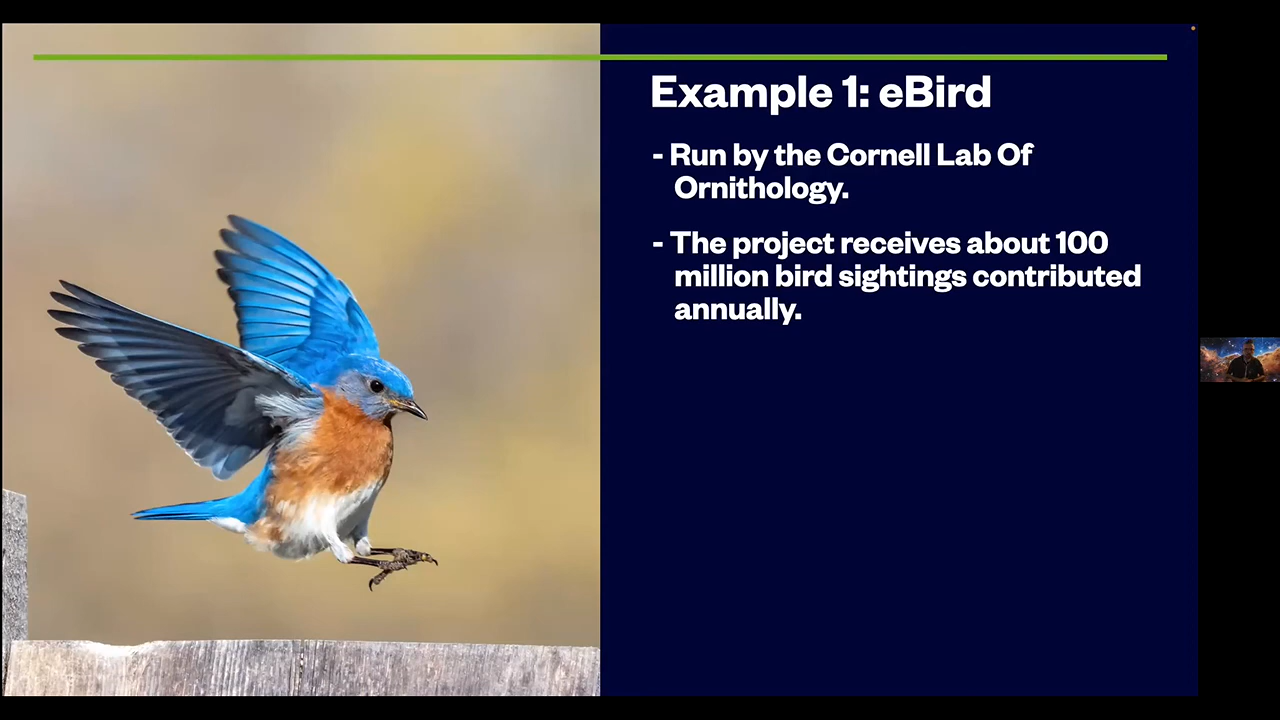 Example 1: eBird
- Run by the Cornell Lab Of
Ornithology.
- The project receives about 100
million bird sightings contributed
annually.